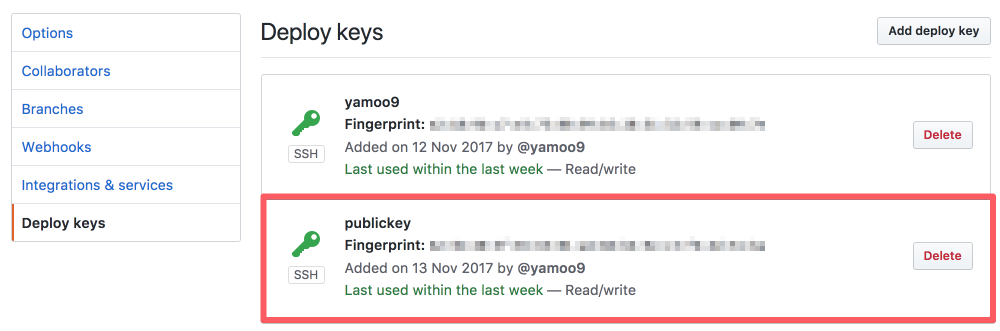 Options
Collaborators
Branches
Webhooks
Integrations & services
Deploy keys
Deploy keys
Add deploy key
yamoo9
Fingerprint:
SSH
Added on 12 Nov 2017 by @yamoo9
Last used within the last week — Read/write
Delete
publickey
Fingerprint:
SSH
Added on 13 Nov 2017 by @yamoo9
Last used within the last week — Read/write
Delete